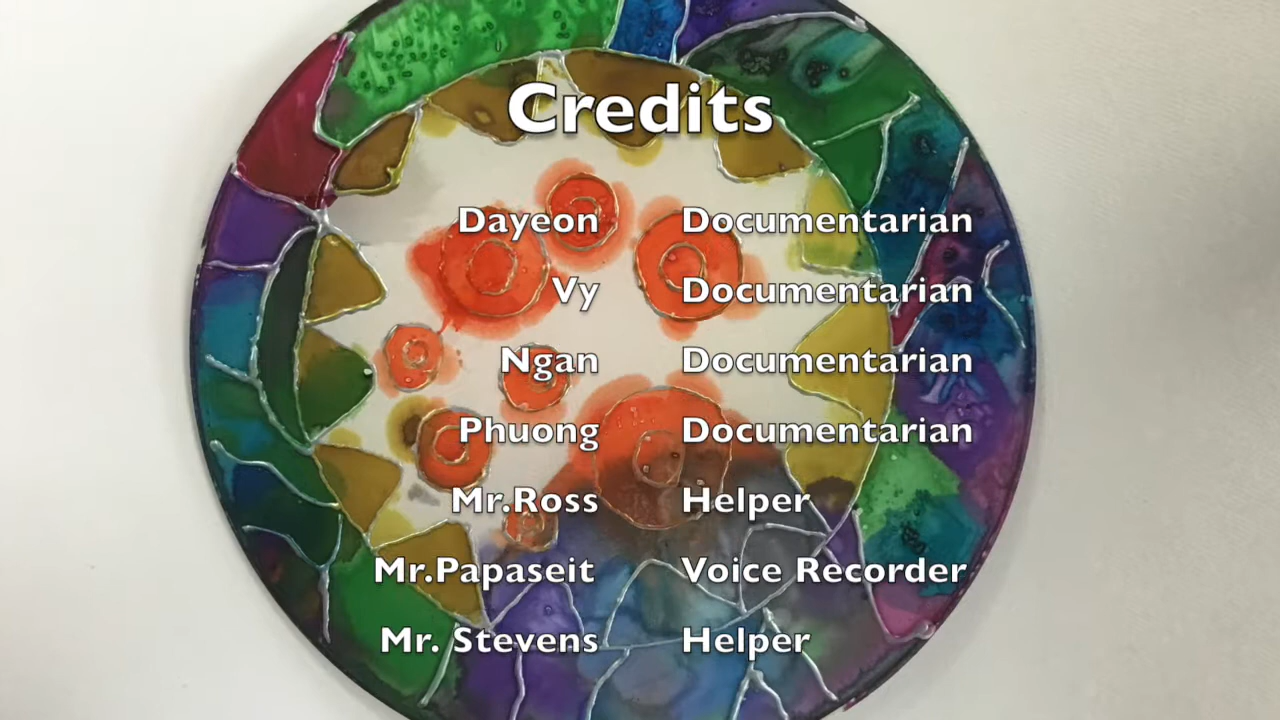 Credits
Dayeon Documentarian
Vy Documentarian
Ngan Documentarian
Phuong Documentarian
Mr.Ross Helper
Mr.Papaseit Voice Recorder
Mr. Stevens Helper